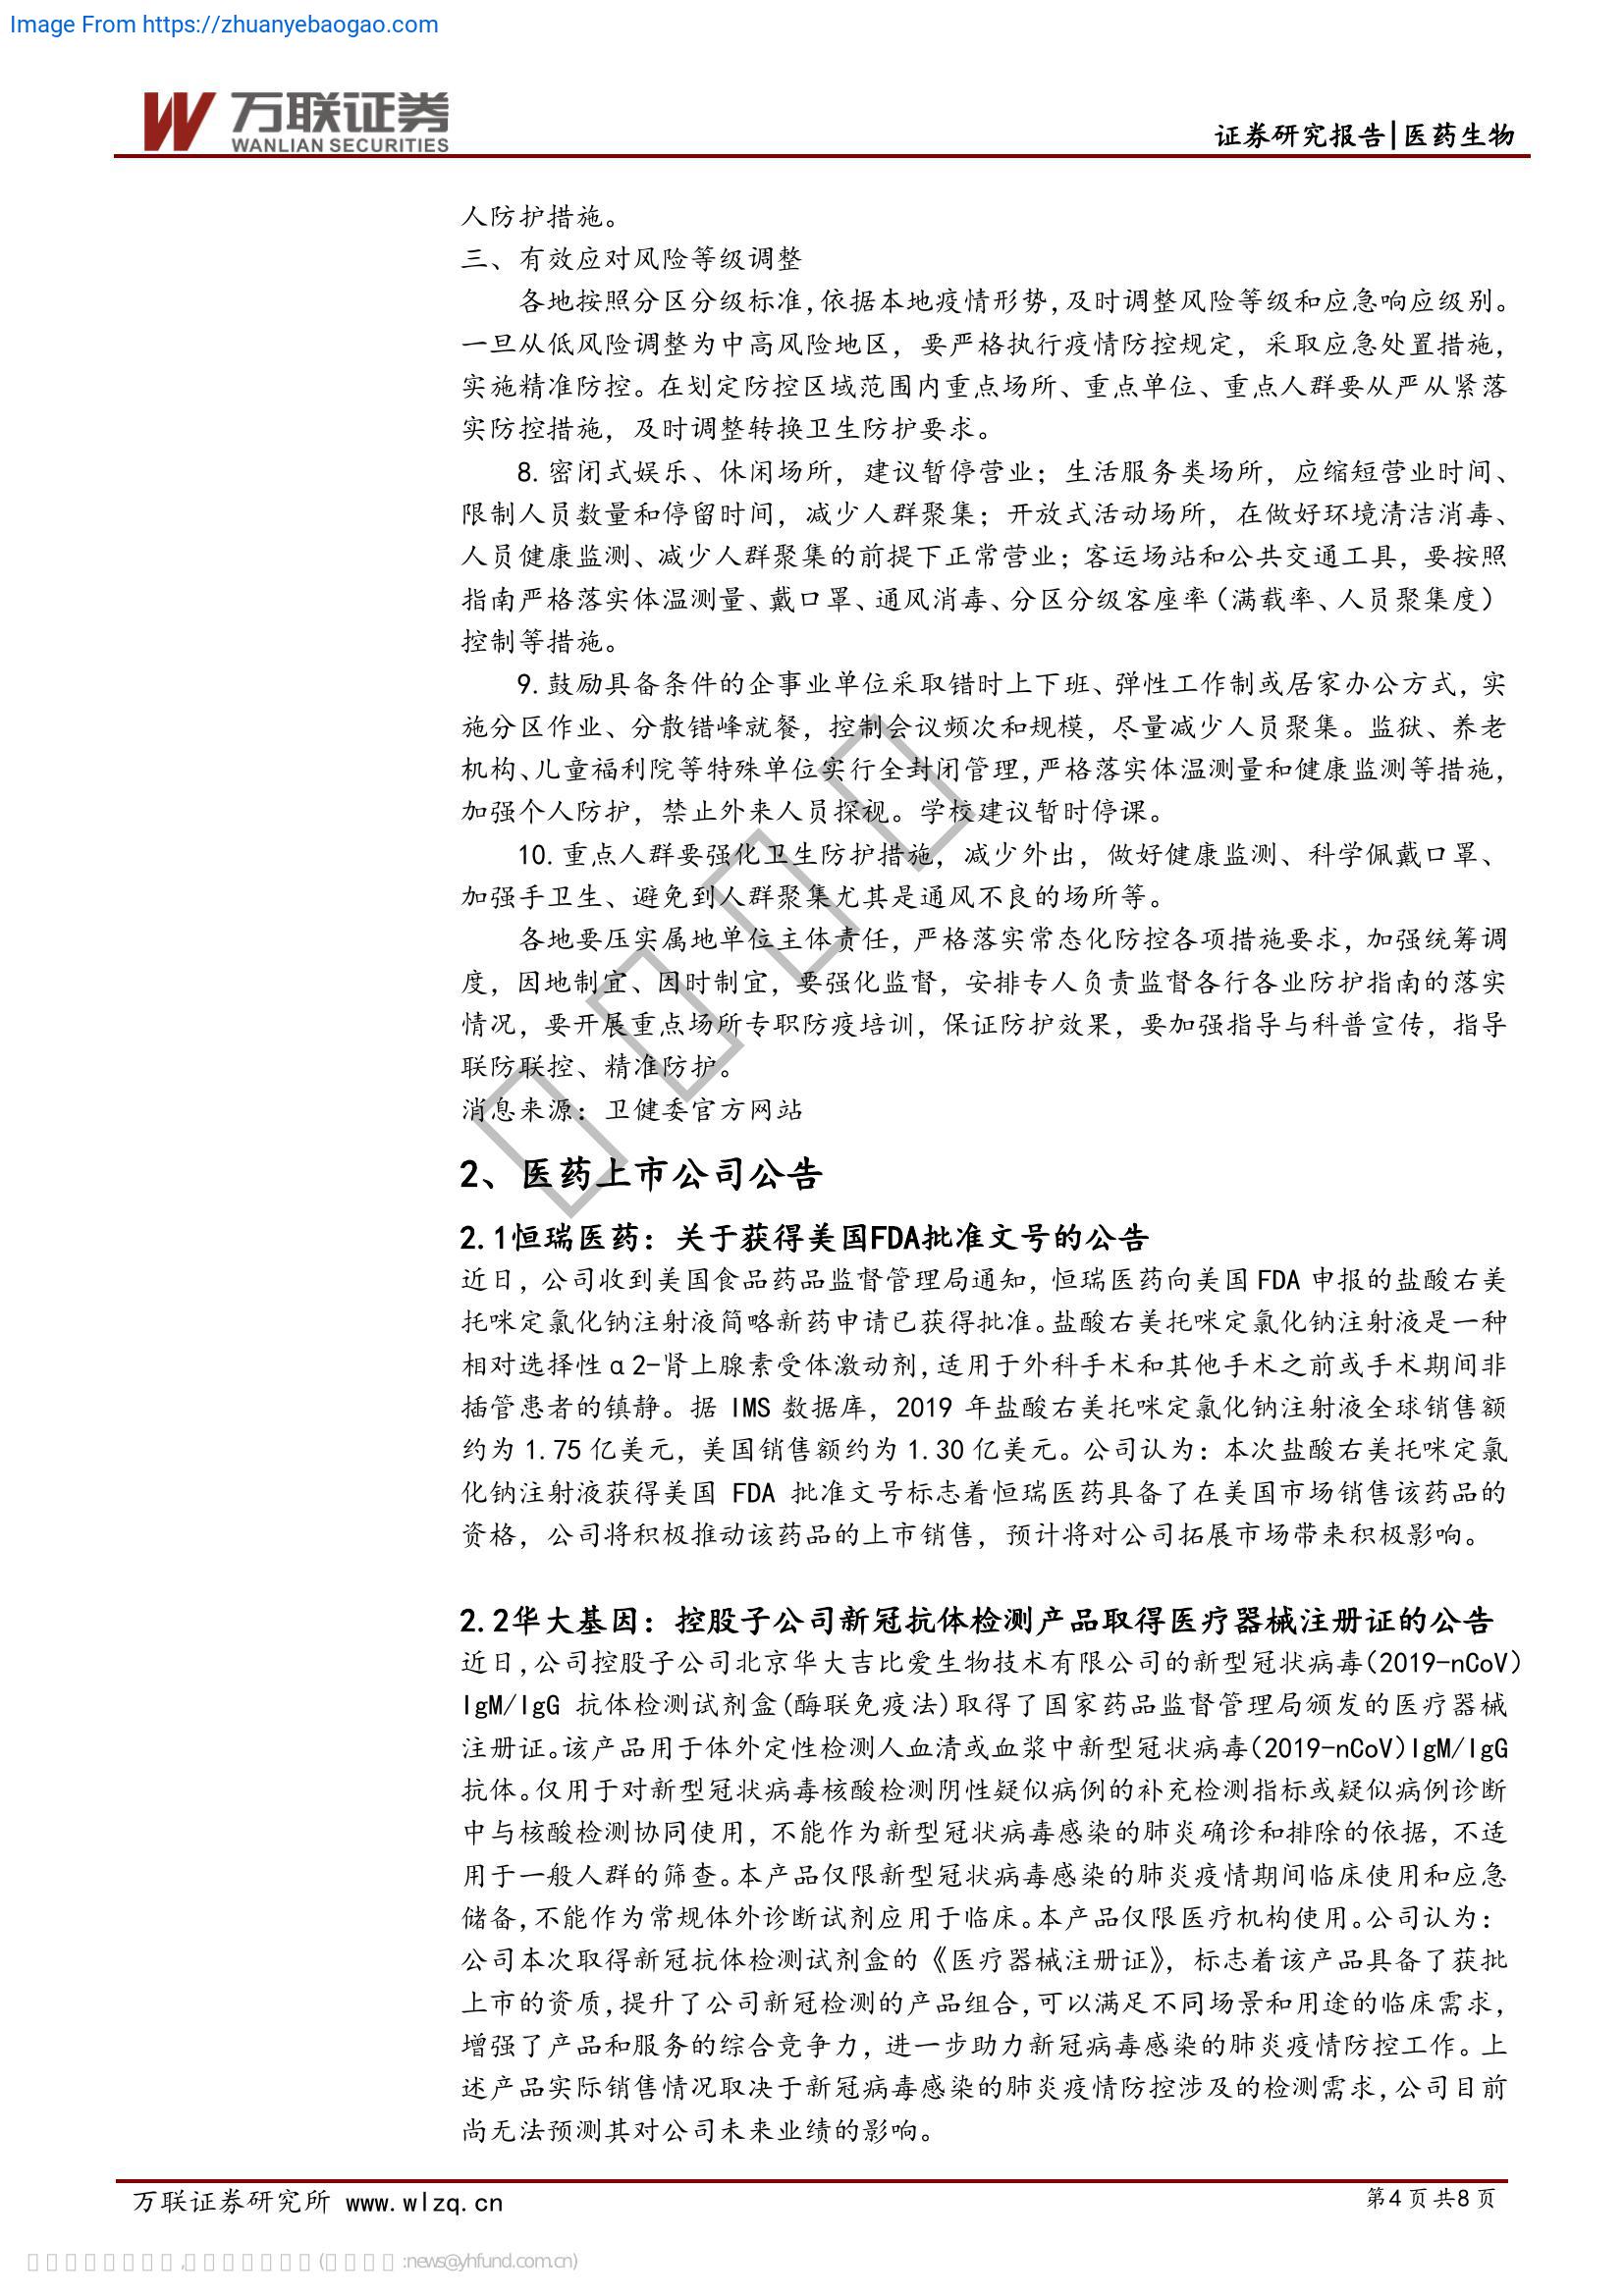 Image From https://zhuanyebaogao.com
万联证券
WANLIAN SECURITIES
证券研究报告|医药生物
人防护措施。
三、有效应对风险等级调整
各地按照分区分级标准,依据本地疫情形势,及时调整风险等级和应急响应级别。
一旦从低风险调整为中高风险地区，要严格执行疫情防控规定，采取应急处置措施，
实施精准防控。在划定防控区域范围内重点场所、重点单位、重点人群要从严从紧落
实防控措施，及时调整转换卫生防护要求。
8.密闭式娱乐、休闲场所，建议暂停营业；生活服务类场所，应缩短营业时间、
限制人员数量和停留时间，减少人群聚集；开放式活动场所，在做好环境清洁消毒、
人员健康监测、减少人群聚集的前提下正常营业；客运场站和公共交通工具，要按照
指南严格落实体温测量、戴口罩、通风消毒、分区分级客座率（满载率、人员聚集度）
控制等措施。
9.鼓励具备条件的企事业单位采取错时上下班、弹性工作制或居家办公方式，实
施分区作业、分散错峰就餐，控制会议频次和规模，尽量减少人员聚集。监狱、养老
机构、儿童福利院等特殊单位实行全封闭管理,严格落实体温测量和健康监测等措施，
加强个人防护，禁止外来人员探视。学校建议暂时停课。
10.重点人群要强化卫生防护措施，减少外出，做好健康监测、科学佩戴口罩、
加强手卫生、避免到人群聚集尤其是通风不良的场所等。
各地要压实属地单位主体责任，严格落实常态化防控各项措施要求，加强统筹调
度，因地制宜、因时制宜，要强化监督，安排专人负责监督各行各业防护指南的落实
情况，要开展重点场所专职防疫培训，保证防护效果，要加强指导与科普宣传，指导
联防联控、精准防护。
消息来源：卫健委官方网站
2、医药上市公司公告
2.1恒瑞医药：关于获得美国FDA批准文号的公告
近日，公司收到美国食品药品监督管理局通知，恒瑞医药向美国 FDA 申报的盐酸右美
托咪定氯化钠注射液简略新药申请已获得批准。盐酸右美托咪定氯化钠注射液是一种
相对选择性α2-肾上腺素受体激动剂,适用于外科手术和其他手术之前或手术期间非
插管患者的镇静。据 IMS 数据库，2019 年盐酸右美托咪定氯化钠注射液全球销售额
约为 1.75 亿美元，美国销售额约为 1.30 亿美元。公司认为：本次盐酸右美托咪定氯
化钠注射液获得美国 FDA 批准文号标志着恒瑞医药具备了在美国市场销售该药品的
资格，公司将积极推动该药品的上市销售，预计将对公司拓展市场带来积极影响。
2.2华大基因：控股子公司新冠抗体检测产品取得医疗器械注册证的公告
近日,公司控股子公司北京华大吉比爱生物技术有限公司的新型冠状病毒(2019-nCoV)
IgM/IgG 抗体检测试剂盒(酶联免疫法)取得了国家药品监督管理局颁发的医疗器械
注册证。该产品用于体外定性检测人血清或血浆中新型冠状病毒(2019-nCoV)IgM/IgG
抗体。仅用于对新型冠状病毒核酸检测阴性疑似病例的补充检测指标或疑似病例诊断
中与核酸检测协同使用，不能作为新型冠状病毒感染的肺炎确诊和排除的依据，不适
用于一般人群的筛查。本产品仅限新型冠状病毒感染的肺炎疫情期间临床使用和应急
储备,不能作为常规体外诊断试剂应用于临床。本产品仅限医疗机构使用。公司认为：
公司本次取得新冠抗体检测试剂盒的《医疗器械注册证》，标志着该产品具备了获批
上市的资质,提升了公司新冠检测的产品组合,可以满足不同场景和用途的临床需求，
增强了产品和服务的综合竞争力，进一步助力新冠病毒感染的肺炎疫情防控工作。上
述产品实际销售情况取决于新冠病毒感染的肺炎疫情防控涉及的检测需求,公司目前
尚无法预测其对公司未来业绩的影响。
万联证券研究所 www.wlzq.cn
第4页共8页
:news@yhfund.com.cn)